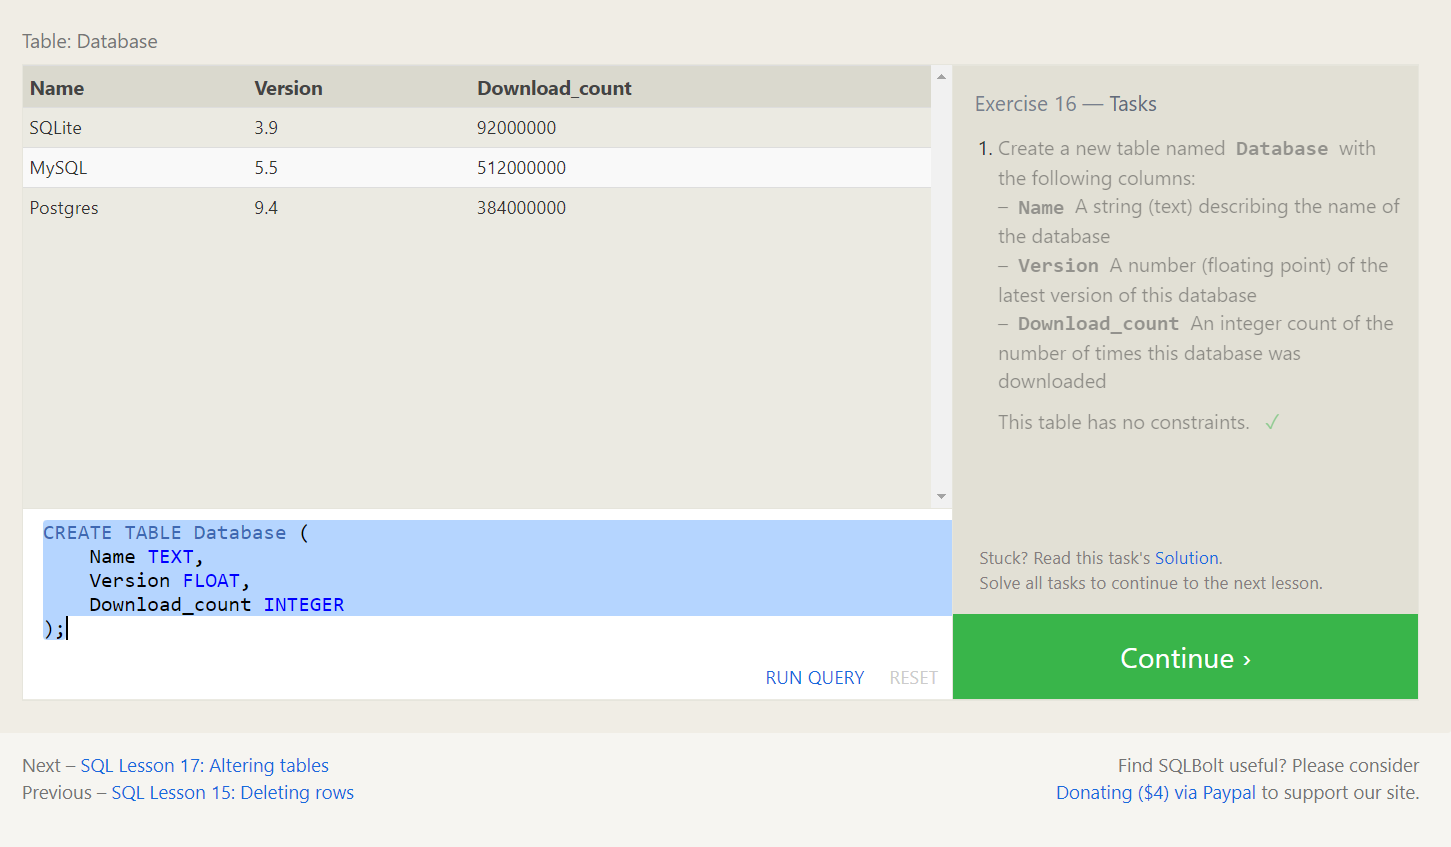 Table: Database
Name Version Download_count
SQLite 3.9 92000000
MySQL 5.5 512000000
Postgres 9.4 384000000
CREATE TABLE Database (
    Name TEXT,
    Version FLOAT,
    Download_count INTEGER
);
RUN QUERY RESET
Exercise 16 — Tasks
1. Create a new table named Database with
the following columns:
– Name A string (text) describing the name of
the database
– Version A number (floating point) of the
latest version of this database
– Download_count An integer count of the
number of times this database was
downloaded
This table has no constraints. ✓
Stuck? Read this task's Solution.
Solve all tasks to continue to the next lesson.
Continue ›
Next – SQL Lesson 17: Altering tables
Previous – SQL Lesson 15: Deleting rows
Find SQLBolt useful? Please consider
Donating ($4) via Paypal to support our site.